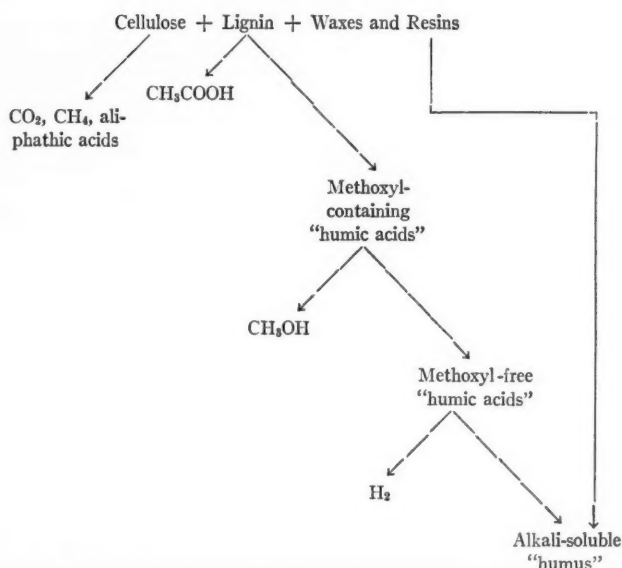 Cellulose + Lignin + Waxes and Resins
CH₃COOH
CO₂, CH₄, ali-
phathic acids
Methoxyl-
containing
“humic acids”
CH₃OH
Methoxyl-free
“humic acids”
H₂
Alkali-soluble
“humus”